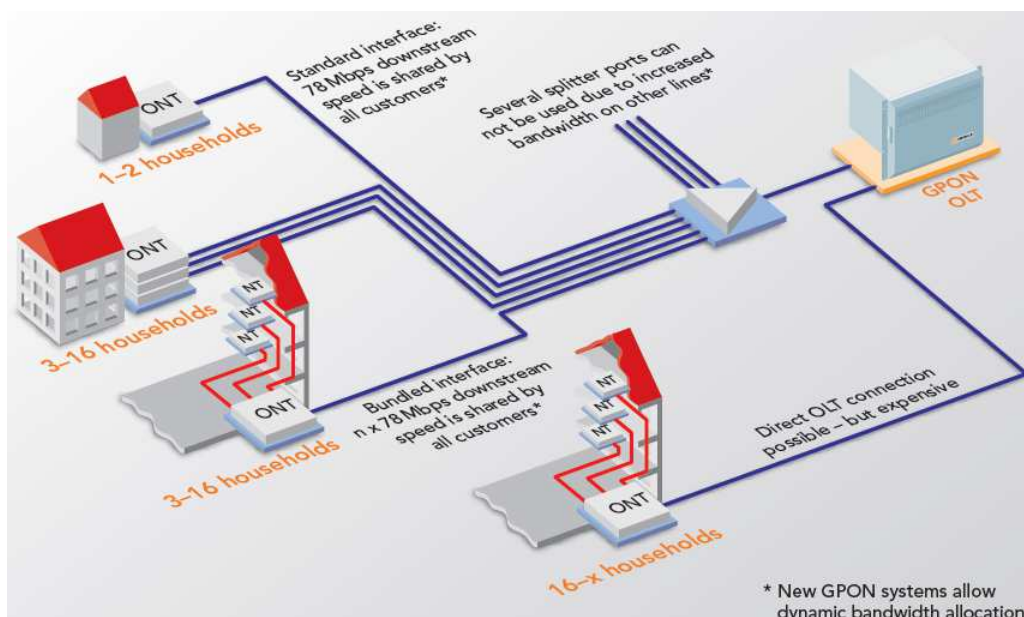 Standard interface:
78 Mbps downstream
speed is shared by
all customers*
Several splitter ports can
not be used due to increased
bandwidth on other lines*
ONT
1–2 households
GPON
OLT
ONT
3–16 households
NT
NT
NT
ONT
3–16 households
Bundled interface:
n x 78 Mbps downstream
speed is shared by
all customers*
NT
NT
NT
ONT
16–x households
Direct OLT connection
possible – but expensive
* New GPON systems allow
dynamic bandwidth allocation